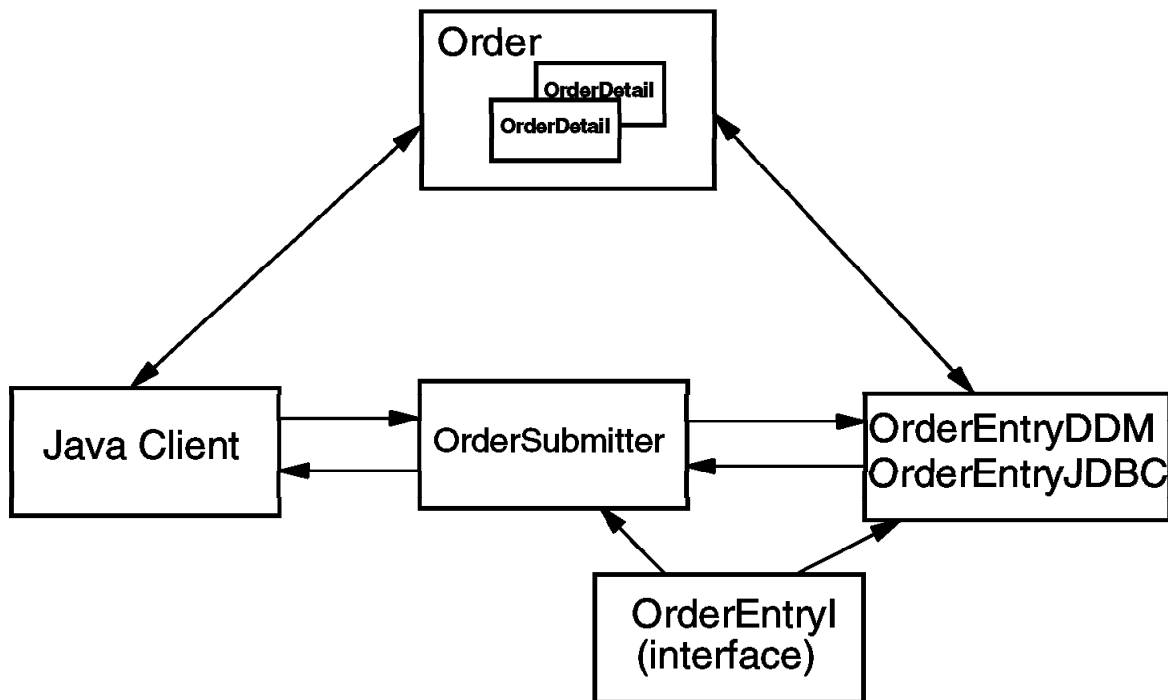 Order
OrderDetail
OrderDetail
Java Client
OrderSubmitter
OrderEntryDDM
OrderEntryJDBC
OrderEntryI
(interface)